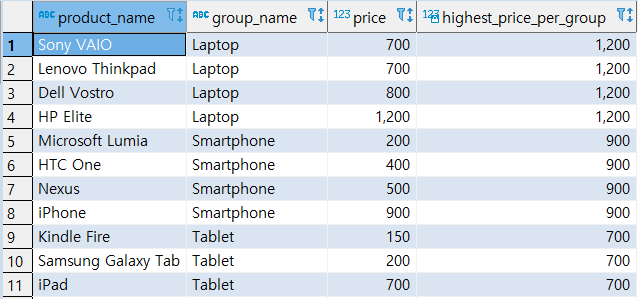 ABC product_name ABC group_name 123 price 123 highest_price_per_group
1 Sony VAIO Laptop 700 1,200
2 Lenovo Thinkpad Laptop 700 1,200
3 Dell Vostro Laptop 800 1,200
4 HP Elite Laptop 1,200 1,200
5 Microsoft Lumia Smartphone 200 900
6 HTC One Smartphone 400 900
7 Nexus Smartphone 500 900
8 iPhone Smartphone 900 900
9 Kindle Fire Tablet 150 700
10 Samsung Galaxy Tab Tablet 200 700
11 iPad Tablet 700 700